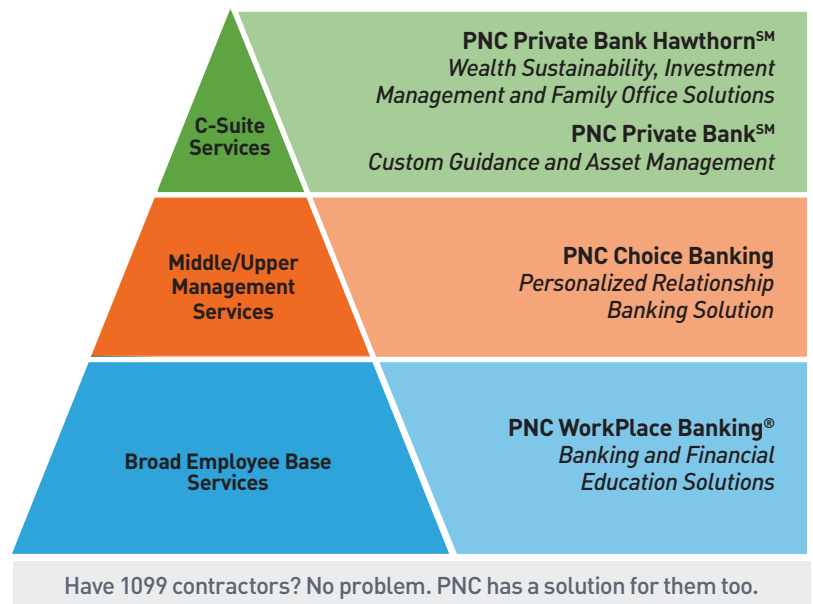 C-Suite
Services
PNC Private Bank Hawthorn℠
Wealth Sustainability, Investment
Management and Family Office Solutions
PNC Private Bank℠
Custom Guidance and Asset Management
Middle/Upper
Management
Services
PNC Choice Banking
Personalized Relationship
Banking Solution
Broad Employee Base
Services
PNC WorkPlace Banking®
Banking and Financial
Education Solutions
Have 1099 contractors? No problem. PNC has a solution for them too.